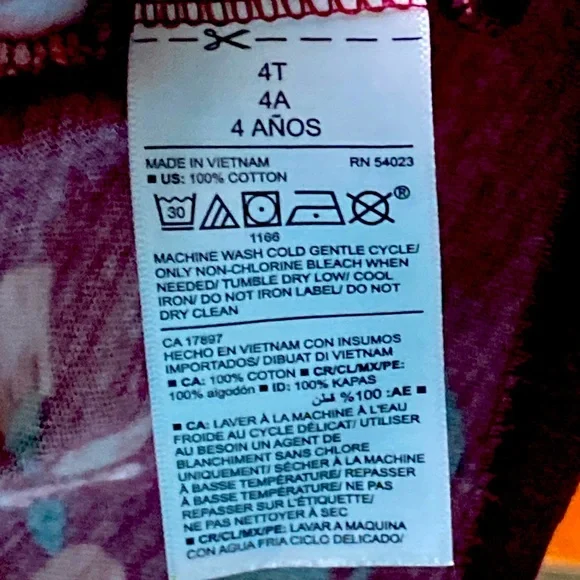 4T
4A
4 AÑOS
MADE IN VIETNAM RN 54023
■ US: 100% COTTON
30 ®
1166
MACHINE WASH COLD GENTLE CYCLE/
ONLY NON-CHLORINE BLEACH WHEN
NEEDED/ TUMBLE DRY LOW/ COOL
IRON/ DO NOT IRON LABEL/ DO NOT
DRY CLEAN
CA 17897
HECHO EN VIETNAM CON INSUMOS
IMPORTADOS/ DIBUAT DI VIETNAM
■ CA: 100% COTON ■ CR/CL/MX/PE:
100% algodón ■ ID: 100% KAPAS
■ AE: 100% قطن
■ CA: LAVER À LA MACHINE À L'EAU
FROIDE AU CYCLE DÉLICAT/ UTILISER
AU BESOIN UN AGENT DE
BLANCHIMENT SANS CHLORE
UNIQUEMENT/ SÉCHER À LA MACHINE
À BASSE TEMPÉRATURE/ REPASSER
À BASSE TEMPÉRATURE/ NE PAS
REPASSER SUR L'ÉTIQUETTE/
NE PAS NETTOYER À SEC
■ CR/CL/MX/PE: LAVAR A MAQUINA
CON AGUA FRIA CICLO DELICADO/